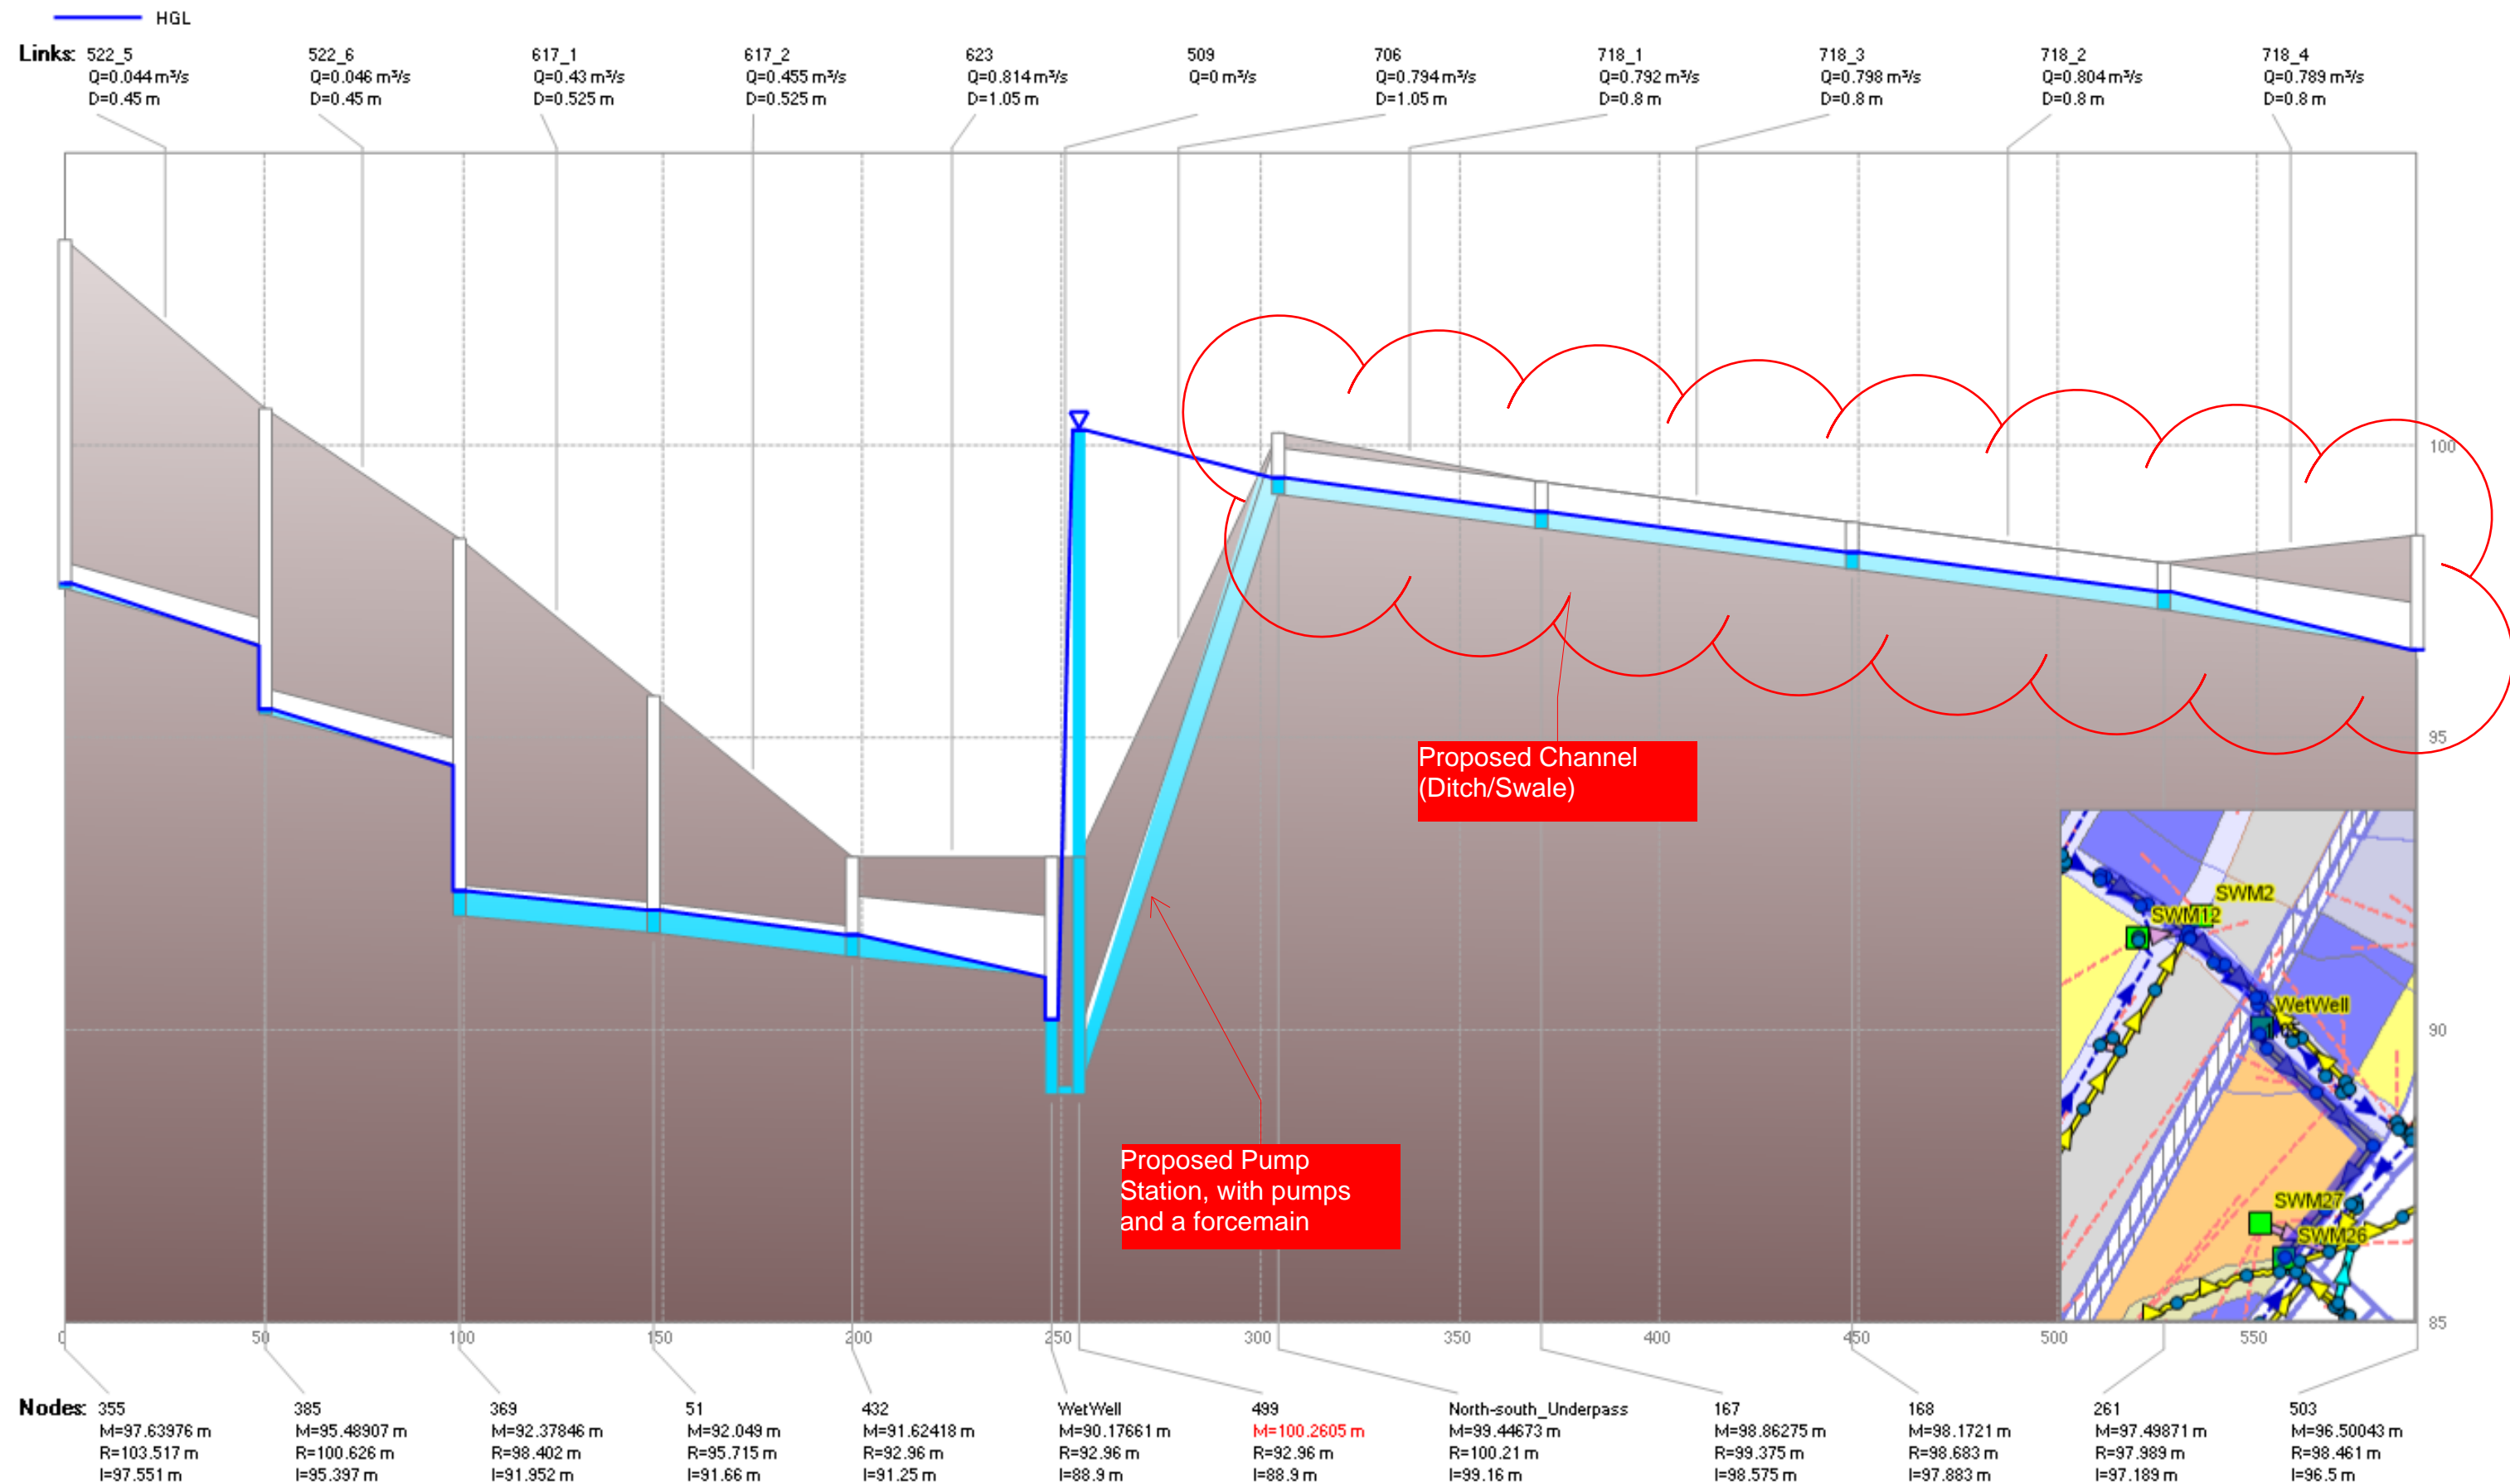 HGL
Links: 522_5 522_6 617_1 617_2 623 509 706 718_1 718_3 718_2 718_4
Q=0.044 m³/s Q=0.046 m³/s Q=0.43 m³/s Q=0.455 m³/s Q=0.814 m³/s Q=0 m³/s Q=0.794 m³/s Q=0.792 m³/s Q=0.798 m³/s Q=0.804 m³/s Q=0.789 m³/s
D=0.45 m D=0.45 m D=0.525 m D=0.525 m D=1.05 m D=1.05 m D=0.8 m D=0.8 m D=0.8 m D=0.8 m
100
95
Proposed Channel
(Ditch/Swale)
SWM2
SWM12
WetWell
90
Proposed Pump
Station, with pumps
and a forcemain
SWM27
SWM26
85
0 50 100 150 200 250 300 350 400 450 500 550
Nodes: 355 385 369 51 432 WetWell 499 North-south_Underpass 167 168 261 503
M=97.63976 m M=95.48907 m M=92.37846 m M=92.049 m M=91.62418 m M=90.17661 m M=100.2605 m M=99.44673 m M=98.86275 m M=98.1721 m M=97.49871 m M=96.50043 m
R=103.517 m R=100.626 m R=98.402 m R=95.715 m R=92.96 m R=92.96 m R=92.96 m R=100.21 m R=99.375 m R=98.683 m R=97.989 m R=98.461 m
I=97.551 m I=95.397 m I=91.952 m I=91.66 m I=91.25 m I=88.9 m I=88.9 m I=99.16 m I=98.575 m I=97.883 m I=97.189 m I=96.5 m